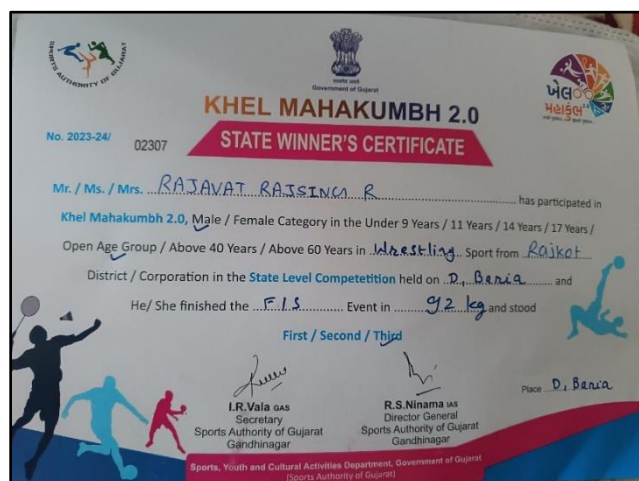 SPORTS AUTHORITY OF GUJARAT
Government of Gujarat
ખેલ
મહાકુંભ
KHEL MAHAKUMBH 2.0
No. 2023-24/ 02307
STATE WINNER'S CERTIFICATE
Mr. / Ms. / Mrs. RAJAVAT RAJSINGH R has participated in
Khel Mahakumbh 2.0, Male / Female Category in the Under 9 Years / 11 Years / 14 Years / 17 Years /
Open Age Group / Above 40 Years / Above 60 Years in Wrestling Sport from Rajkot
District / Corporation in the State Level Competetition held on D, Baria and
He/ She finished the F/S Event in 92 kg and stood
First / Second / Third
I.R.Vala GAS
Secretary
Sports Authority of Gujarat
Gandhinagar
R.S.Ninama IAS
Director General
Sports Authority of Gujarat
Gandhinagar
Place D, Baria
Sports, Youth and Cultural Activities Department, Government of Gujarat
(Sports Authority of Gujarat)